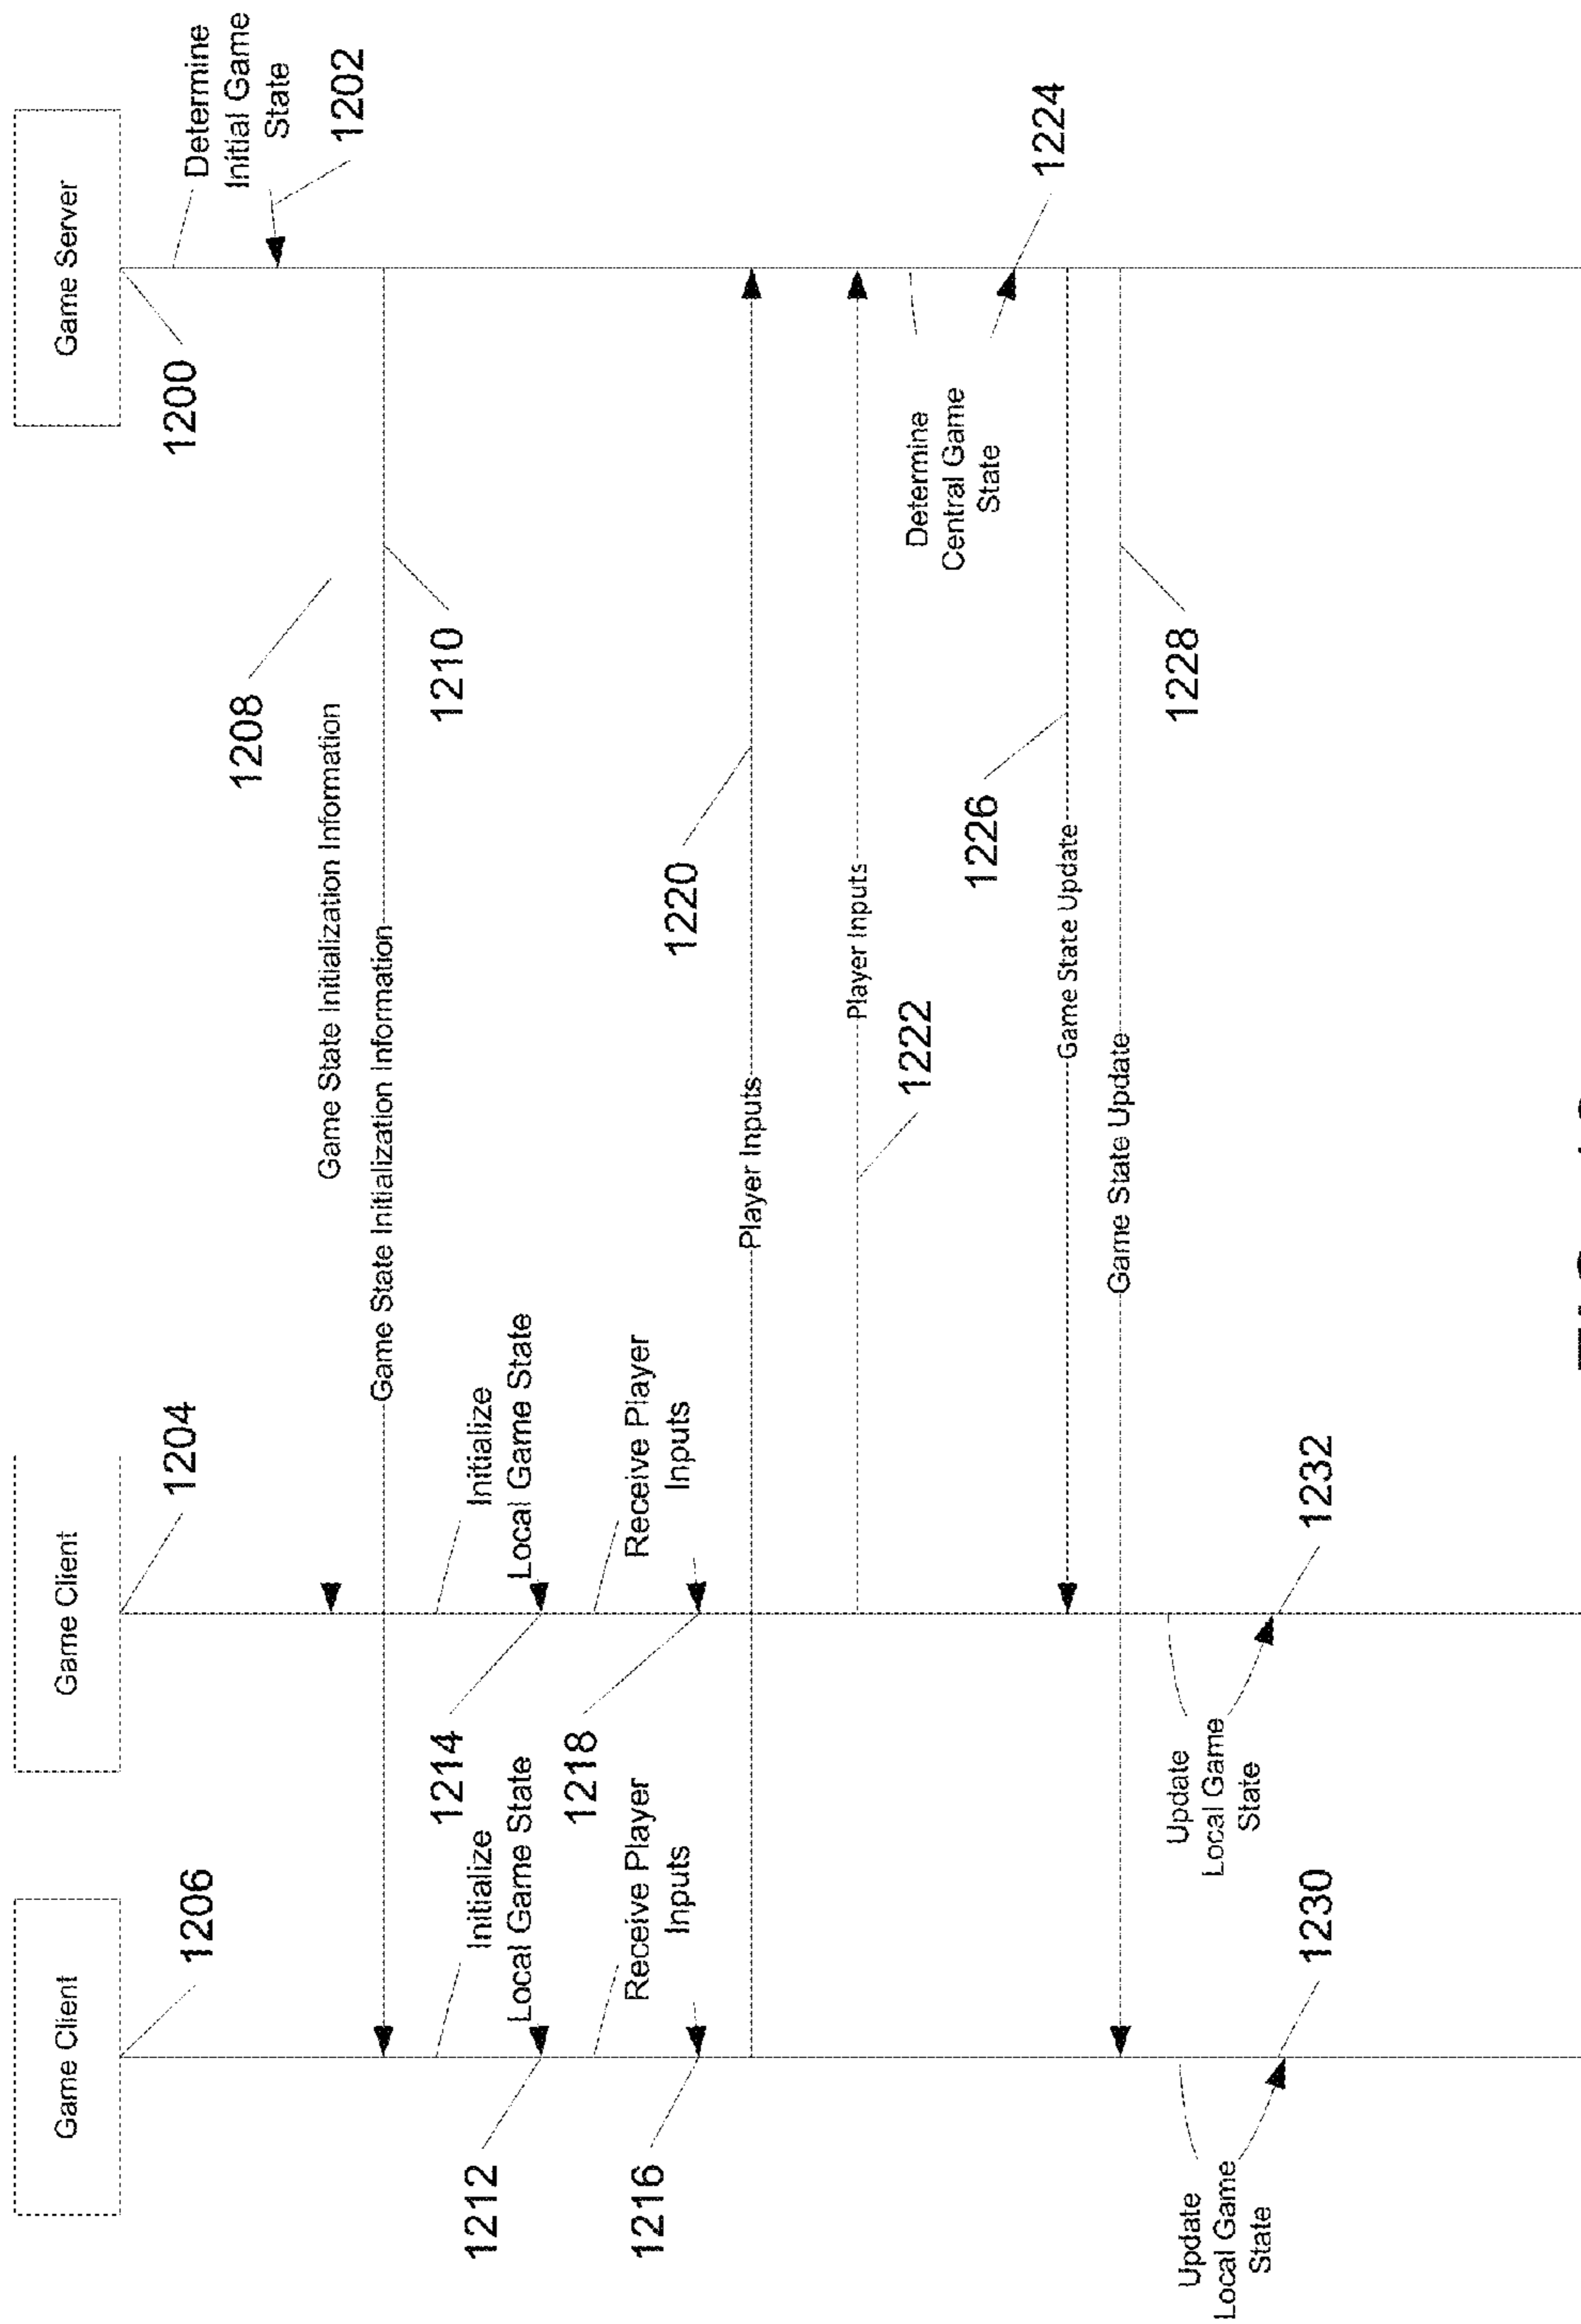 Game Client
Game Client
Game Server
1206
1204
1200
Determine
Initial Game
State
1202
1208
Game State Initialization Information
Game State Initialization Information
1210
Initialize
Local Game State
Initialize
Local Game State
1212
1214
Receive Player
Inputs
Receive Player
Inputs
1216
1218
1220
Player Inputs
Player Inputs
1222
Determine
Central Game
State
1224
1226
Game State Update
Game State Update
1228
Update
Local Game
State
Update
Local Game
State
1230
1232